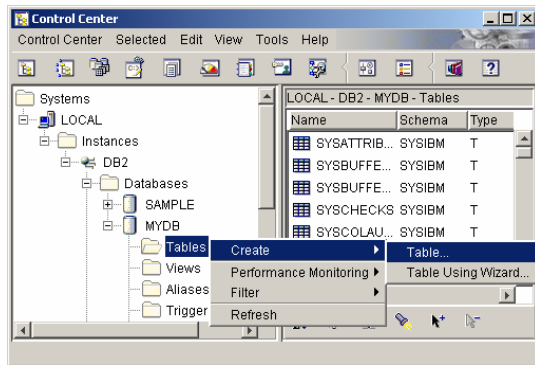 Control Center
Control Center Selected Edit View Tools Help
Systems
LOCAL
Instances
DB2
Databases
SAMPLE
MYDB
Tables
Views
Aliases
Trigger
LOCAL - DB2 - MYDB - Tables
Name Schema Type
SYSATTRIB... SYSIBM T
SYSBUFFE... SYSIBM T
SYSBUFFE... SYSIBM T
SYSCHECKS SYSIBM T
SYSCOLAU... SYSIBM T
Create
Performance Monitoring
Filter
Refresh
Table...
Table Using Wizard...